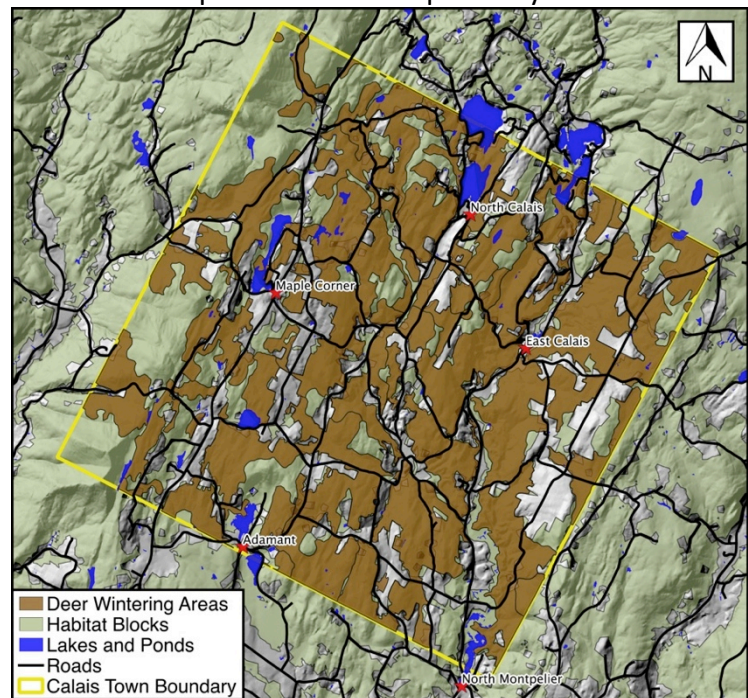 N
North Calais
Maple Corner
East Calais
Adamant
Deer Wintering Areas
Habitat Blocks
Lakes and Ponds
Roads
Calais Town Boundary
North Montpelier